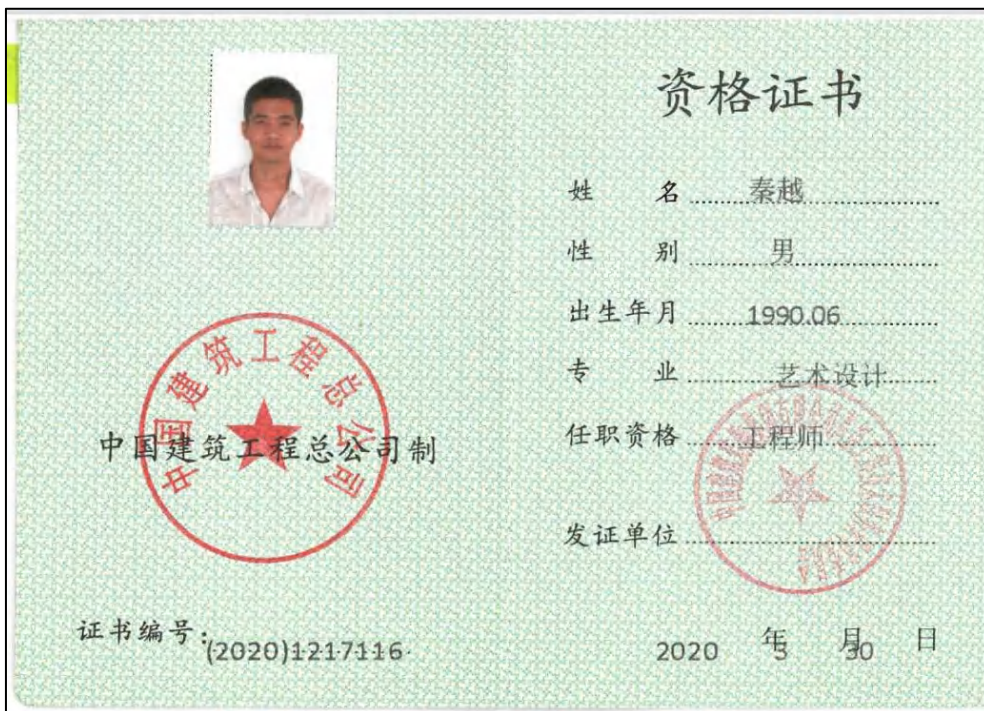 中国建筑工程总公司
中国建筑工程总公司制
证书编号：(2020)1217116
资格证书
姓 名 秦越
性 别 男
出生年月 1990.06
专 业 艺术设计
任职资格 工程师
发证单位
2020 年 5 月 30 日